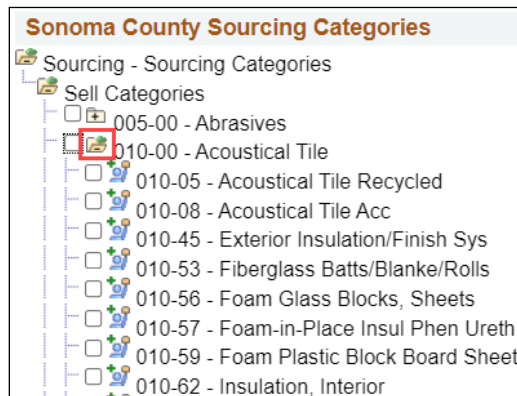 Sonoma County Sourcing Categories
Sourcing - Sourcing Categories
Sell Categories
005-00 - Abrasives
010-00 - Acoustical Tile
010-05 - Acoustical Tile Recycled
010-08 - Acoustical Tile Acc
010-45 - Exterior Insulation/Finish Sys
010-53 - Fiberglass Batts/Blanke/Rolls
010-56 - Foam Glass Blocks, Sheets
010-57 - Foam-in-Place Insul Phen Ureth
010-59 - Foam Plastic Block Board Sheet
010-62 - Insulation, Interior